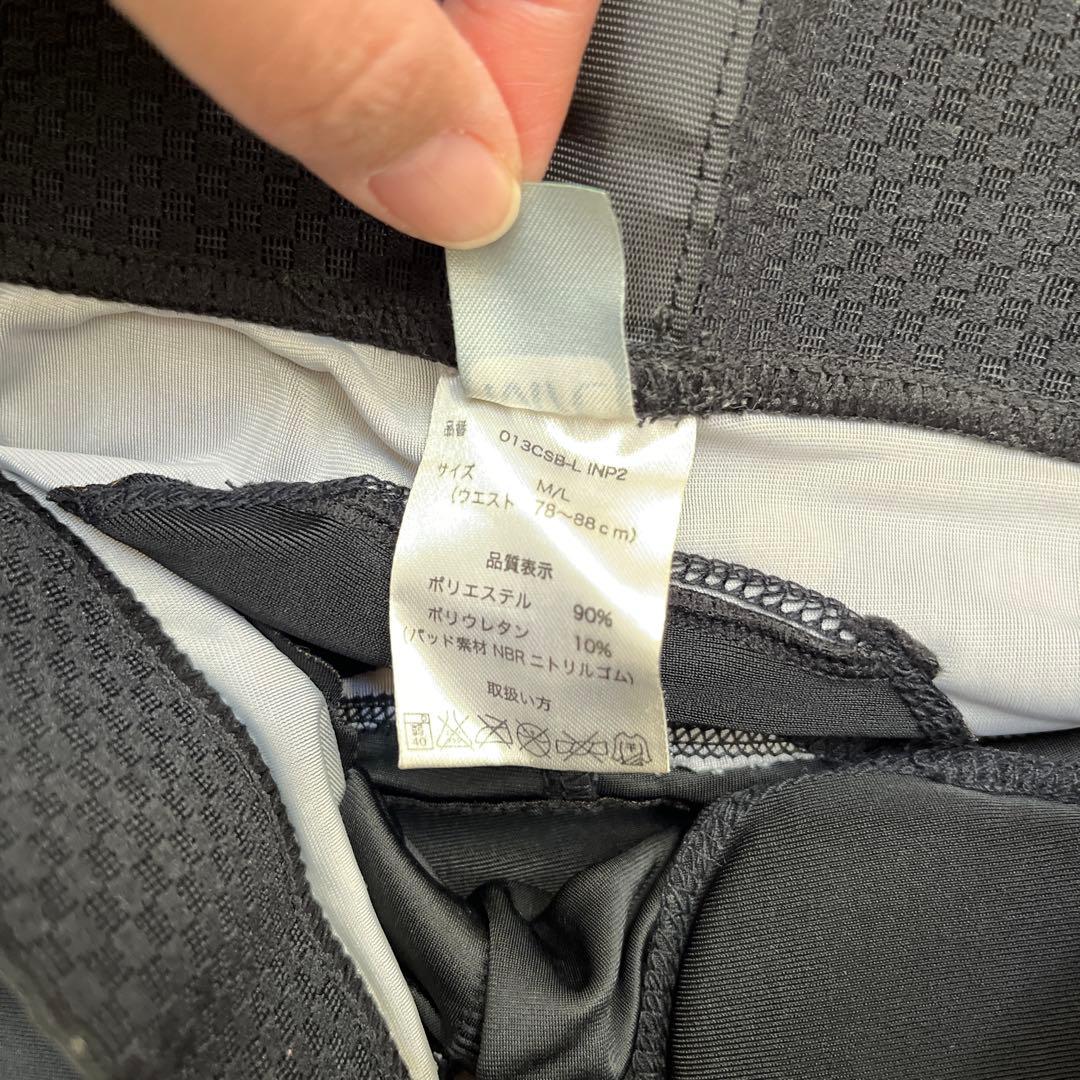 品番 013CSB-L INP2
サイズ M/L
(ウエスト 78～88cm)
品質表示
ポリエステル 90%
ポリウレタン 10%
(パッド素材 NBR ニトリルゴム)
取扱い方
40